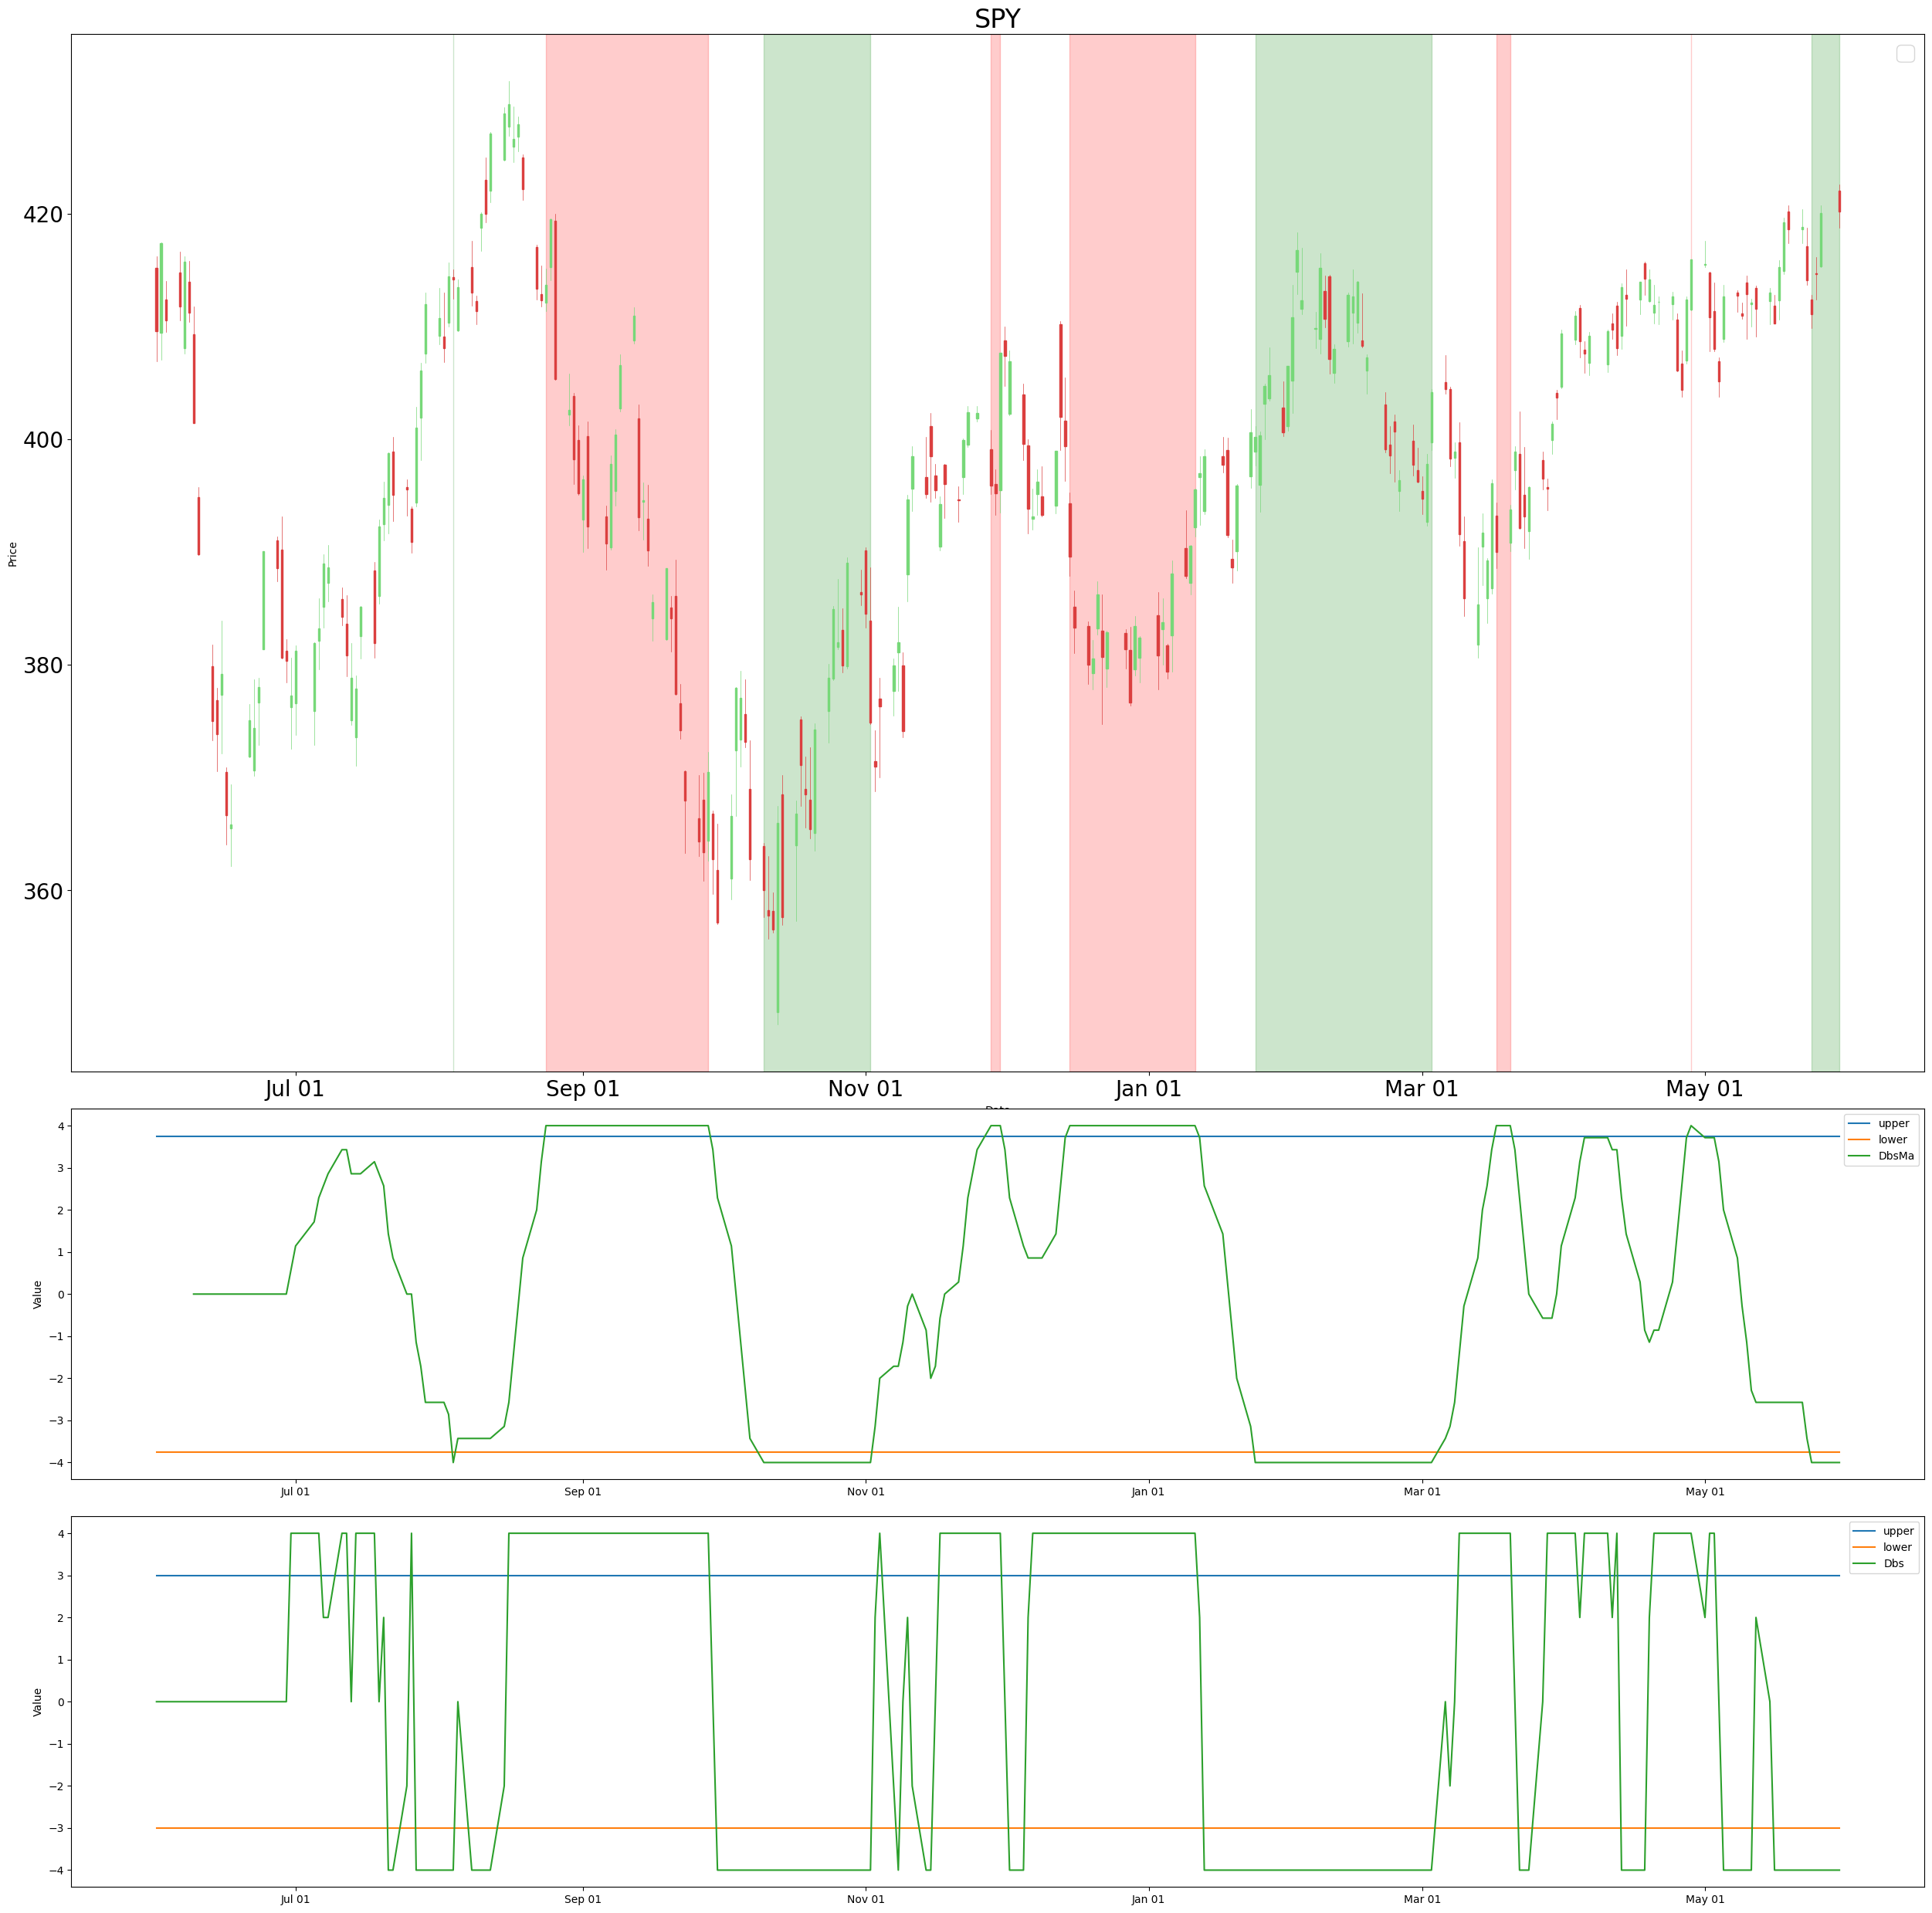 SPY
Price
420
400
380
360
Jul 01
Sep 01
Nov 01
Jan 01
Mar 01
May 01
Value
4
3
2
1
0
−1
−2
−3
−4
upper
lower
DbsMa
Jul 01
Sep 01
Nov 01
Jan 01
Mar 01
May 01
Value
4
3
2
1
0
−1
−2
−3
−4
upper
lower
Dbs
Jul 01
Sep 01
Nov 01
Jan 01
Mar 01
May 01